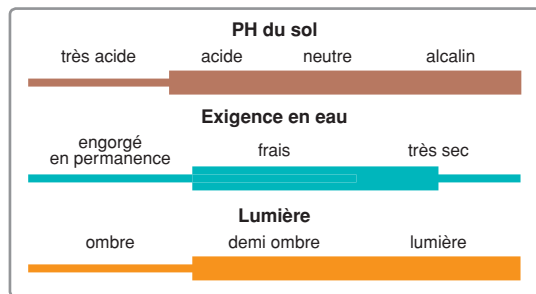 PH du sol
très acide acide neutre alcalin
Exigence en eau
engorgé
en permanence frais très sec
Lumière
ombre demi ombre lumière